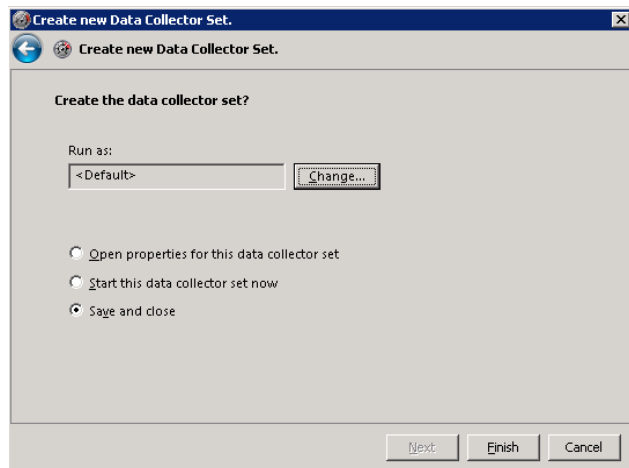 Create new Data Collector Set.
Create new Data Collector Set.
Create the data collector set?
Run as:
<Default>
Change...
Open properties for this data collector set
Start this data collector set now
Save and close
Next
Finish
Cancel